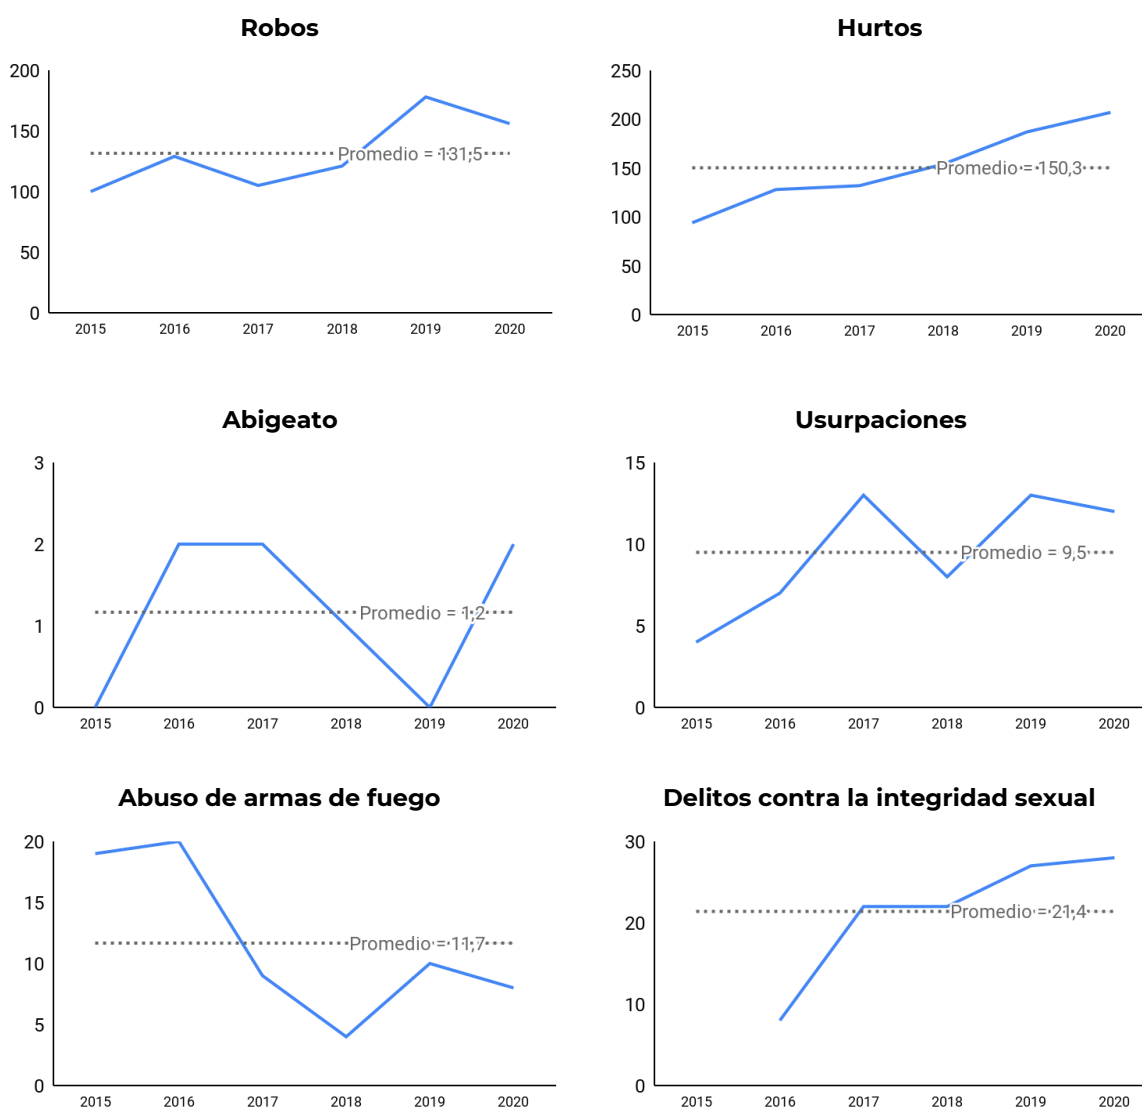 Robos
200
150
100
50
0
Promedio = 131,5
2015 2016 2017 2018 2019 2020
Hurtos
250
200
150
100
50
0
Promedio = 150,3
2015 2016 2017 2018 2019 2020
Abigeato
3
2
1
0
Promedio = 1,2
2015 2016 2017 2018 2019 2020
Usurpaciones
15
10
5
0
Promedio = 9,5
2015 2016 2017 2018 2019 2020
Abuso de armas de fuego
20
15
10
5
0
Promedio = 11,7
2015 2016 2017 2018 2019 2020
Delitos contra la integridad sexual
30
20
10
0
Promedio = 21,4
2015 2016 2017 2018 2019 2020